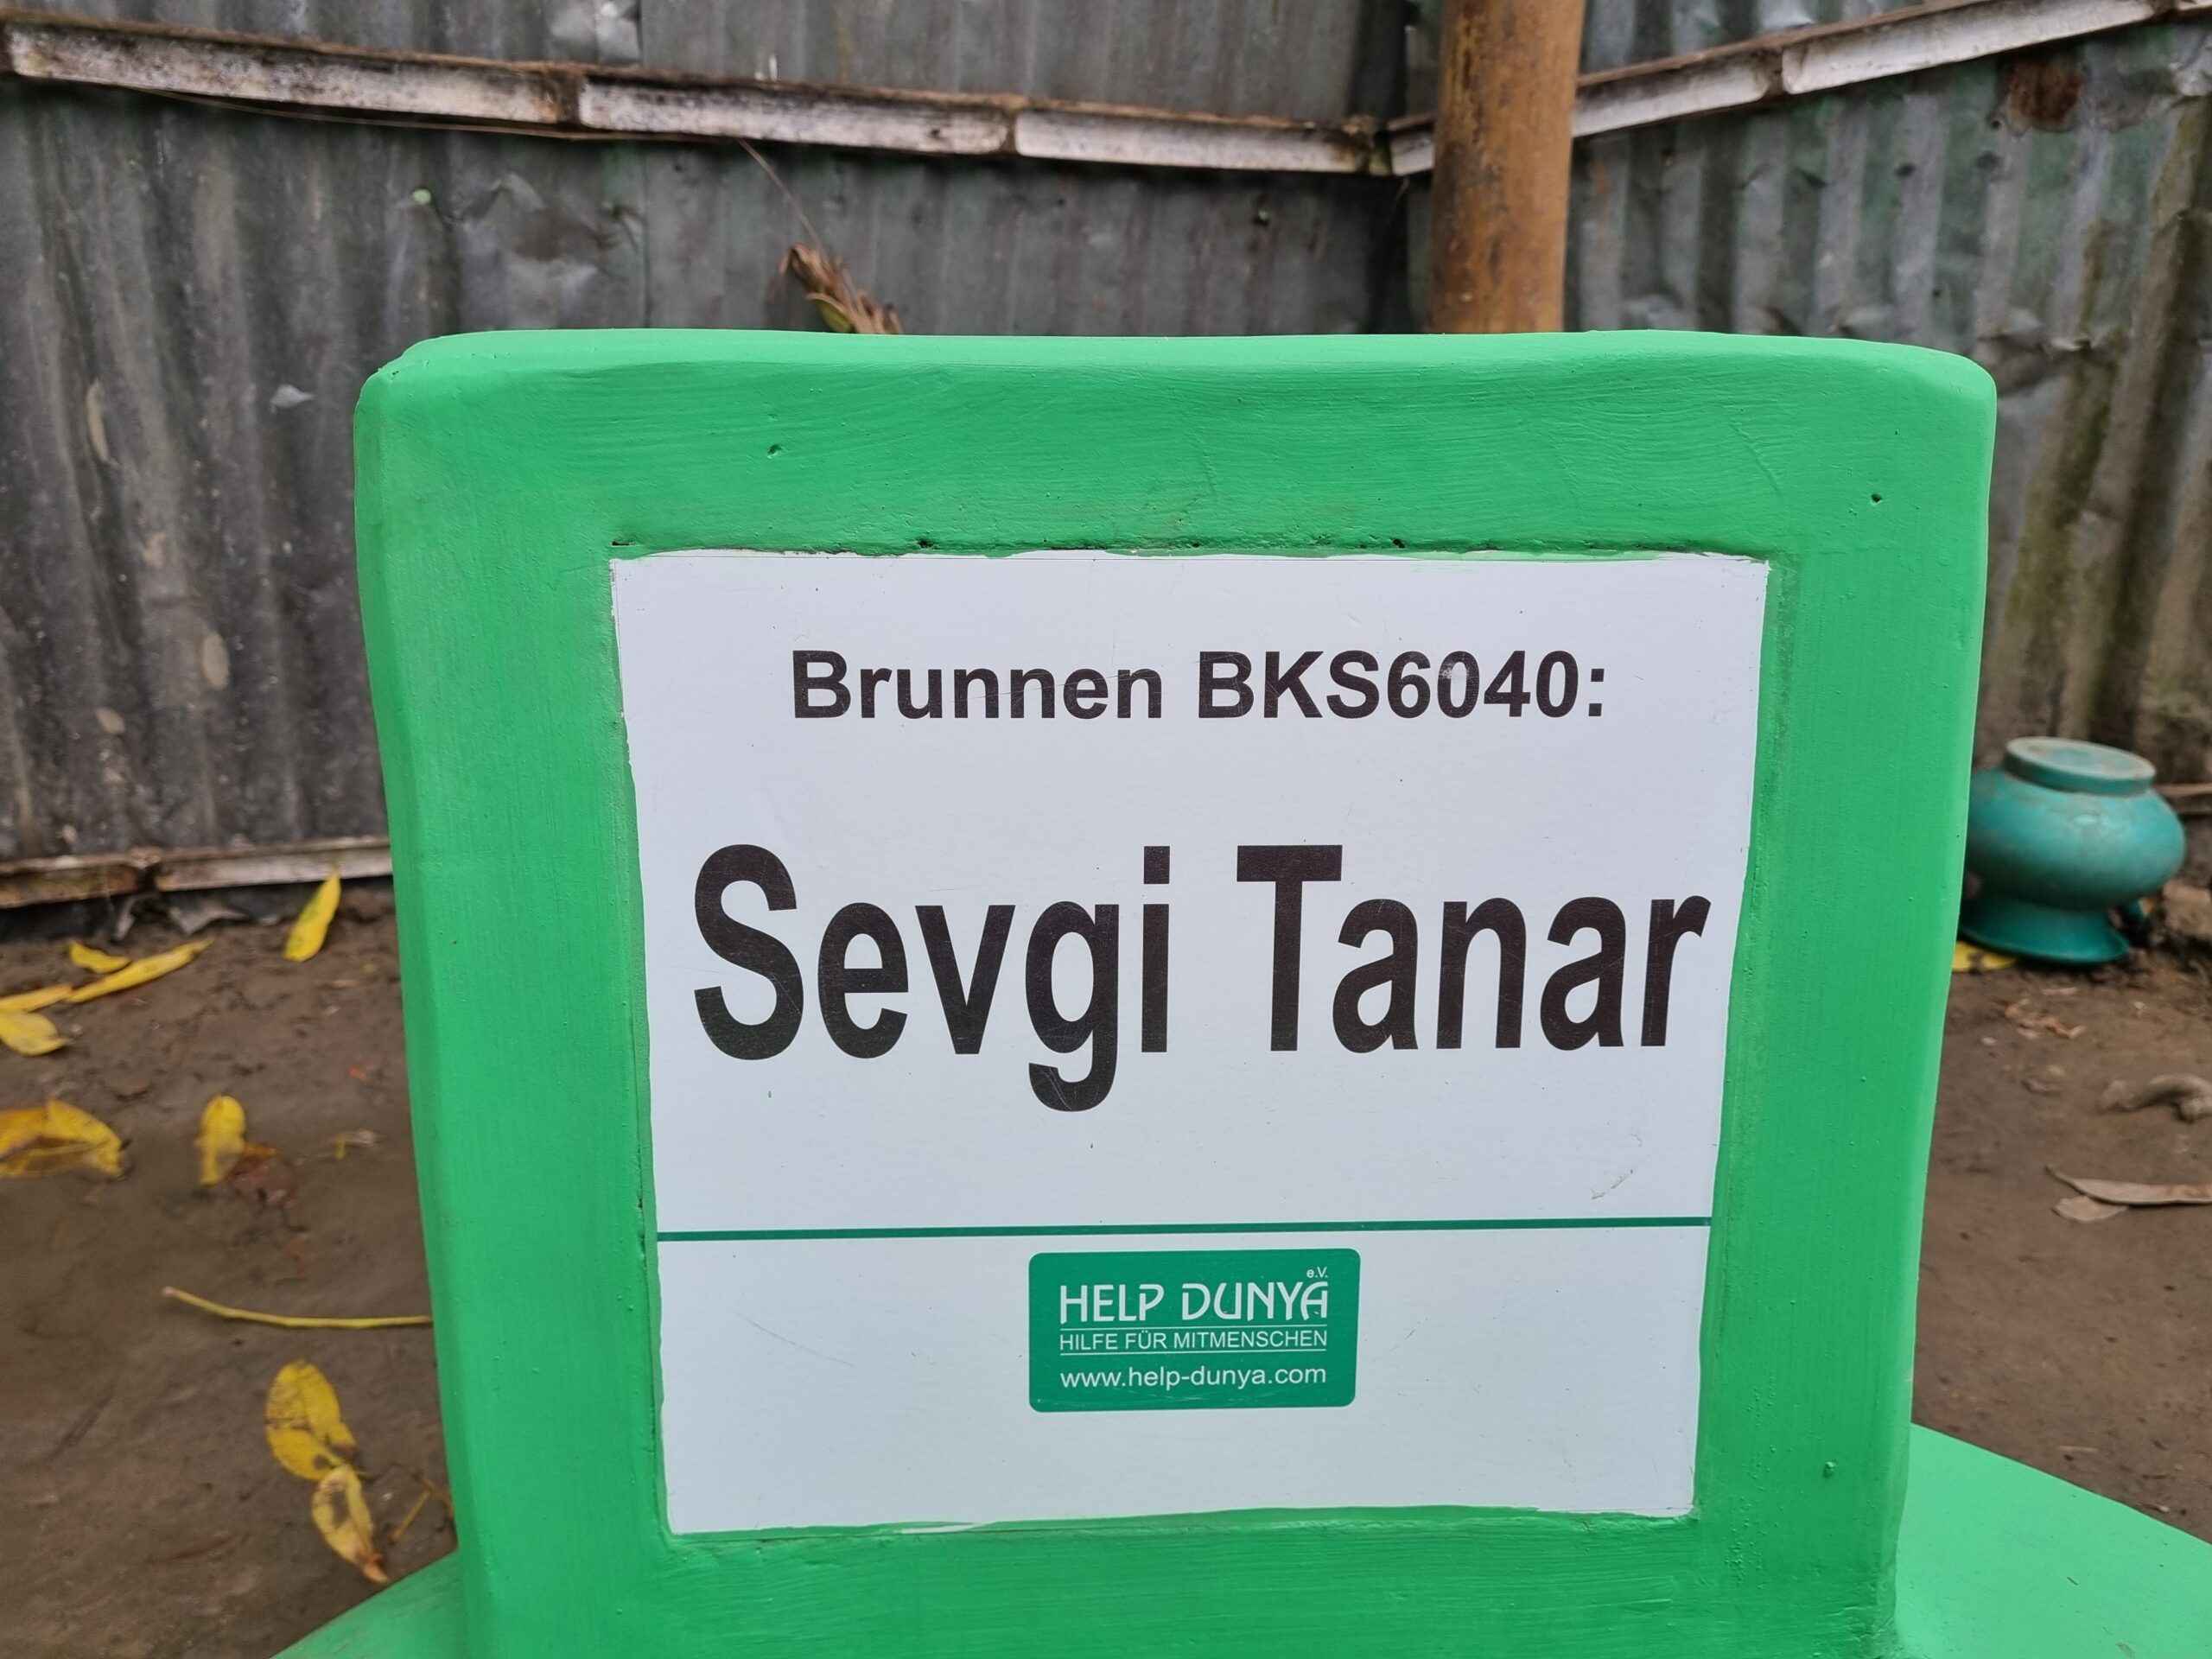 Brunnen BKS6040:
Sevgi Tanar
e.V.
HELP DUNYA
HILFE FÜR MITMENSCHEN
www.help-dunya.com